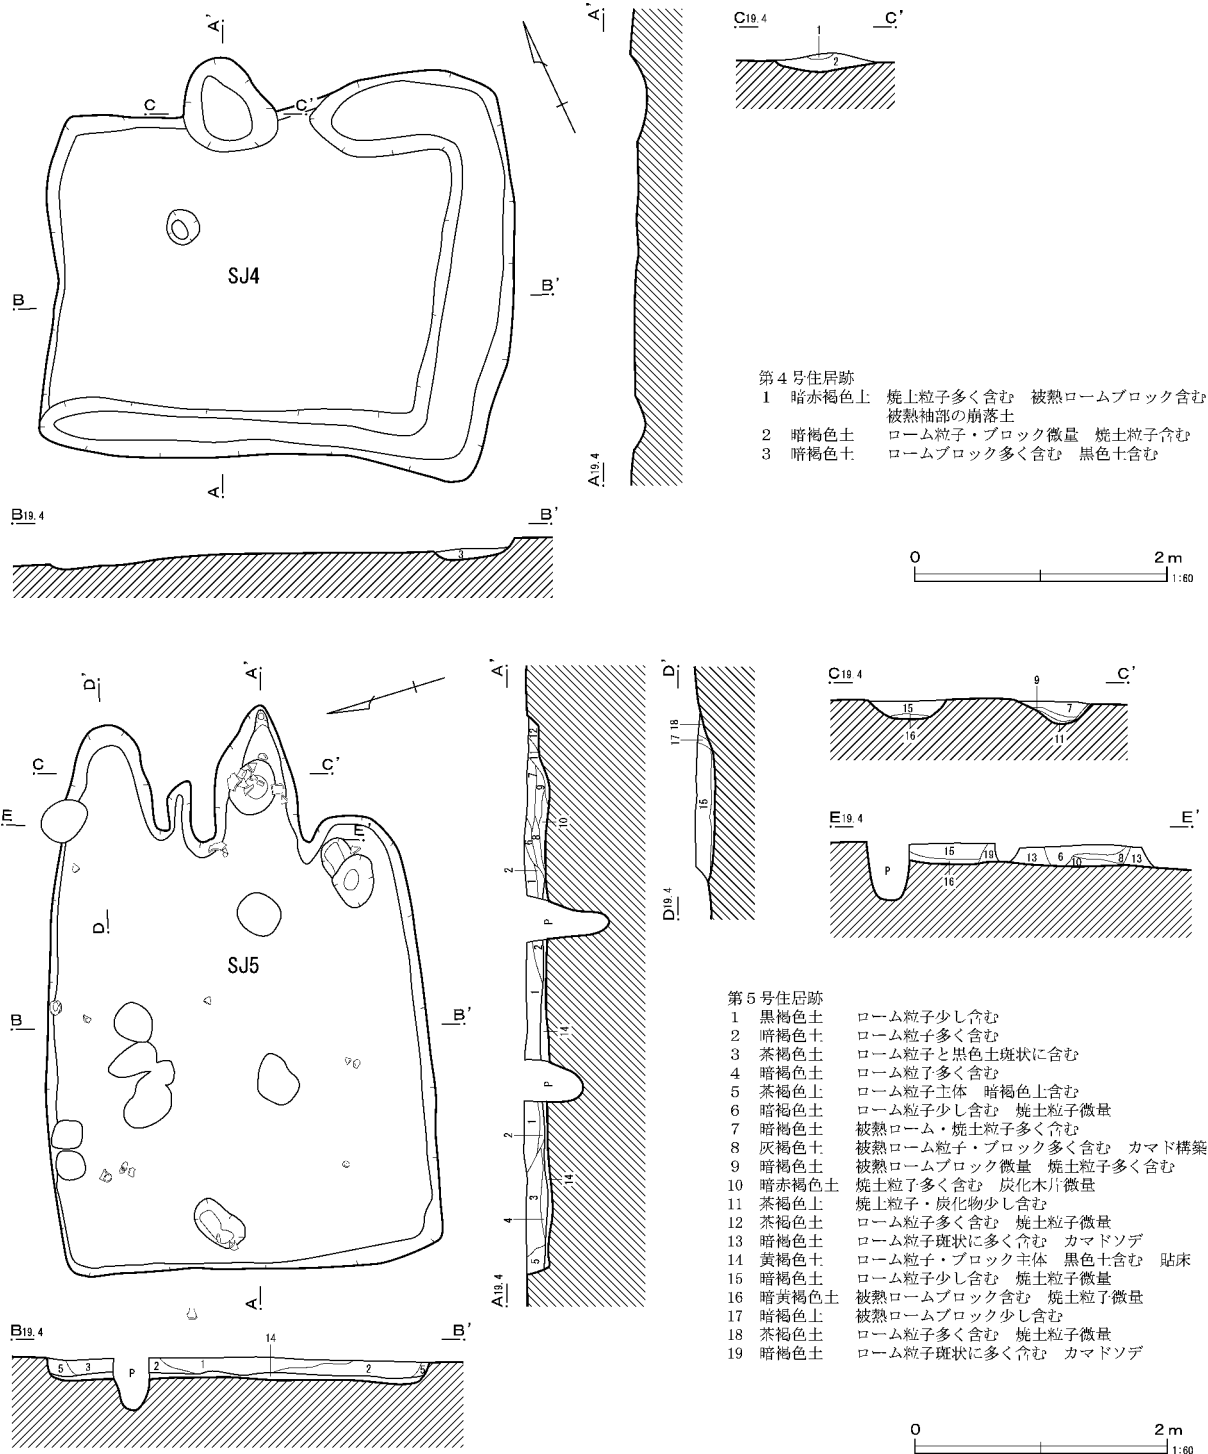 A'
C
C'
SJ4
B
B'
A
A'
A19.4
C19.4
C'
1
2
B19.4
B'
3
第4号住居跡
1 暗赤褐色土 焼土粒子多く含む 被熱ロームブロック含む
被熱袖部の崩落土
2 暗褐色土 ローム粒子・ブロック微量 焼土粒子含む
3 暗褐色土 ロームブロック多く含む 黒色土含む
0 2m
1:60
D'
A'
C
C'
E
E'
D
SJ5
B
B'
A
A'
12
11
7
9
10
6
8
2
1
P
2
1
14
P
1
2
14
3
4
5
A19.4
D'
18
17
15
D19.4
C19.4
C'
9
15
7
16
11
E19.4
E'
P
15
19
13
6
10
8
13
16
第5号住居跡
1 黒褐色土 ローム粒子少し含む
2 暗褐色土 ローム粒子多く含む
3 茶褐色土 ローム粒子と黒色土斑状に含む
4 暗褐色土 ローム粒子多く含む
5 茶褐色土 ローム粒子主体 暗褐色土含む
6 暗褐色土 ローム粒子少し含む 焼土粒子微量
7 暗褐色土 被熱ローム・焼土粒子多く含む
8 灰褐色土 被熱ローム粒子・ブロック多く含む カマド構築
9 暗褐色土 被熱ロームブロック微量 焼土粒子多く含む
10 暗赤褐色土 焼土粒子多く含む 炭化木片微量
11 茶褐色土 焼土粒子・炭化物少し含む
12 茶褐色土 ローム粒子多く含む 焼土粒子微量
13 暗褐色土 ローム粒子斑状に多く含む カマドソデ
14 黄褐色土 ローム粒子・ブロック主体 黒色土含む 貼床
15 暗褐色土 ローム粒子少し含む 焼土粒子微量
16 暗黄褐色土 被熱ロームブロック含む 焼土粒子微量
17 暗褐色土 被熱ロームブロック少し含む
18 茶褐色土 ローム粒子多く含む 焼土粒子微量
19 暗褐色土 ローム粒子斑状に多く含む カマドソデ
B19.4
B'
14
5
3
P
2
1
2
5
0 2m
1:60